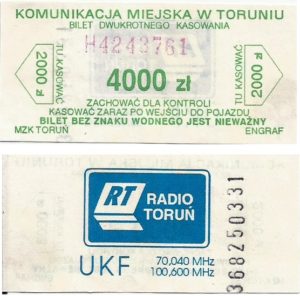 KOMUNIKACJA MIEJSKA W TORUNIU
BILET DWUKROTNEGO KASOWANIA
TU KASOWAĆ
2000 zł
H4243761
4000 zł
TU KASOWAĆ
2000 zł
ZACHOWAĆ DLA KONTROLI
KASOWAĆ ZARAZ PO WEJŚCIU DO POJAZDU
BILET BEZ ZNAKU WODNEGO JEST NIEWAŻNY
MZK TORUŃ
ENGRAF
RT
RADIO
TORUŃ
UKF
70,040 MHz
100,600 MHz
368250331